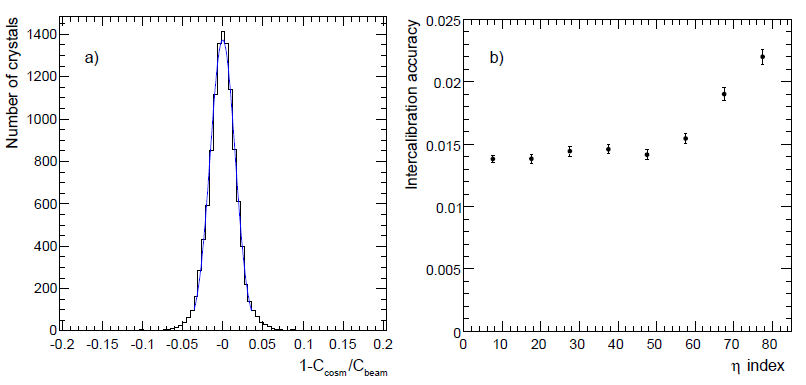 Number of crystals
a)
1400
1200
1000
800
600
400
200
0
-0.2 -0.15 -0.1 -0.05 -0 0.05 0.1 0.15 0.2
1-Ccosm/Cbeam
Intercalibration accuracy
b)
0.025
0.02
0.015
0.01
0.005
0
0 10 20 30 40 50 60 70 80
η index